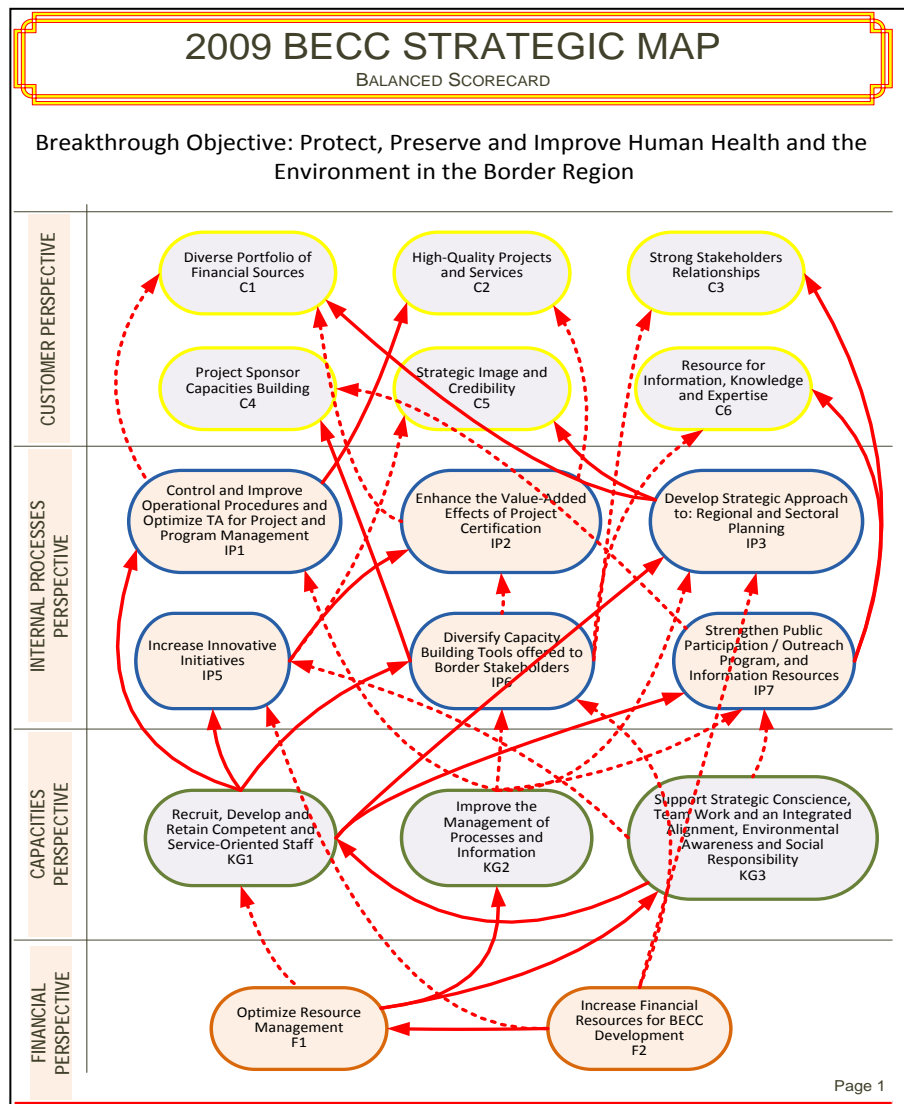 2009 BECC STRATEGIC MAP
BALANCED SCORECARD
Breakthrough Objective: Protect, Preserve and Improve Human Health and the
Environment in the Border Region
CUSTOMER PERSPECTIVE
Diverse Portfolio of
Financial Sources
C1
High-Quality Projects
and Services
C2
Strong Stakeholders
Relationships
C3
Project Sponsor
Capacities Building
C4
Strategic Image and
Credibility
C5
Resource for
Information, Knowledge
and Expertise
C6
INTERNAL PROCESSES
PERSPECTIVE
Control and Improve
Operational Procedures and
Optimize TA for Project and
Program Management
IP1
Enhance the Value-Added
Effects of Project
Certification
IP2
Develop Strategic Approach
to: Regional and Sectoral
Planning
IP3
Increase Innovative
Initiatives
IP5
Diversify Capacity
Building Tools offered to
Border Stakeholders
IP6
Strengthen Public
Participation / Outreach
Program, and
Information Resources
IP7
CAPACITIES
PERSPECTIVE
Recruit, Develop and
Retain Competent and
Service-Oriented Staff
KG1
Improve the
Management of
Processes and
Information
KG2
Support Strategic Conscience,
Team Work and an Integrated
Alignment, Environmental
Awareness and Social
Responsibility
KG3
FINANCIAL
PERSPECTIVE
Optimize Resource
Management
F1
Increase Financial
Resources for BECC
Development
F2
Page 1